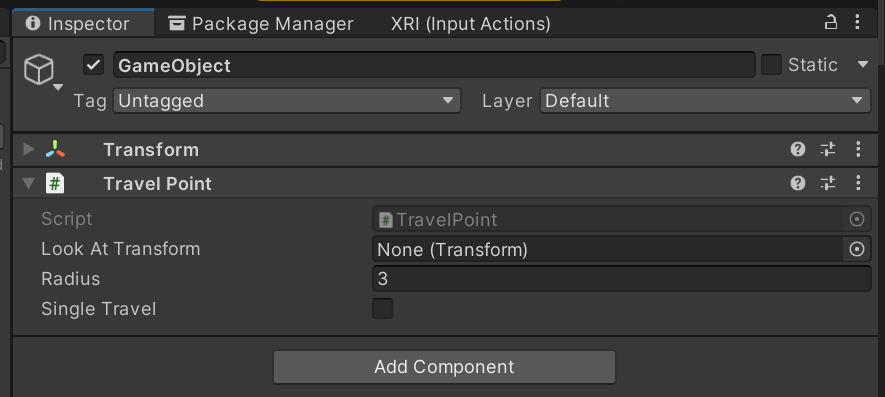 Inspector Package Manager XRI (Input Actions)
GameObject Static
Tag Untagged Layer Default
Transform
# Travel Point
Script # TravelPoint
Look At Transform None (Transform)
Radius 3
Single Travel
Add Component